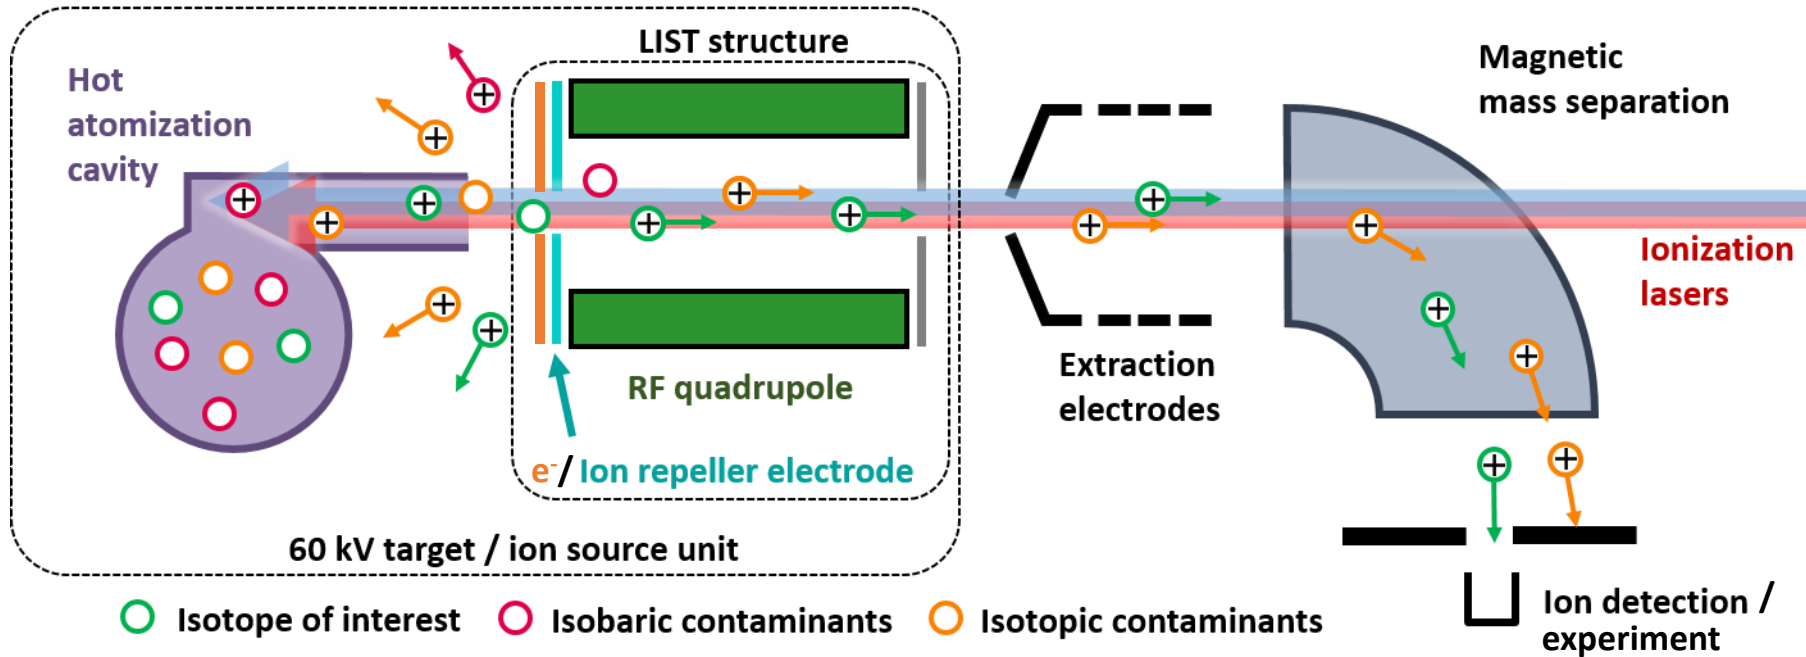 LIST structure
Hot
atomization
cavity
Magnetic
mass separation
Ionization
lasers
Extraction
electrodes
RF quadrupole
e-/ Ion repeller electrode
60 kV target / ion source unit
Isotope of interest
Isobaric contaminants
Isotopic contaminants
Ion detection /
experiment